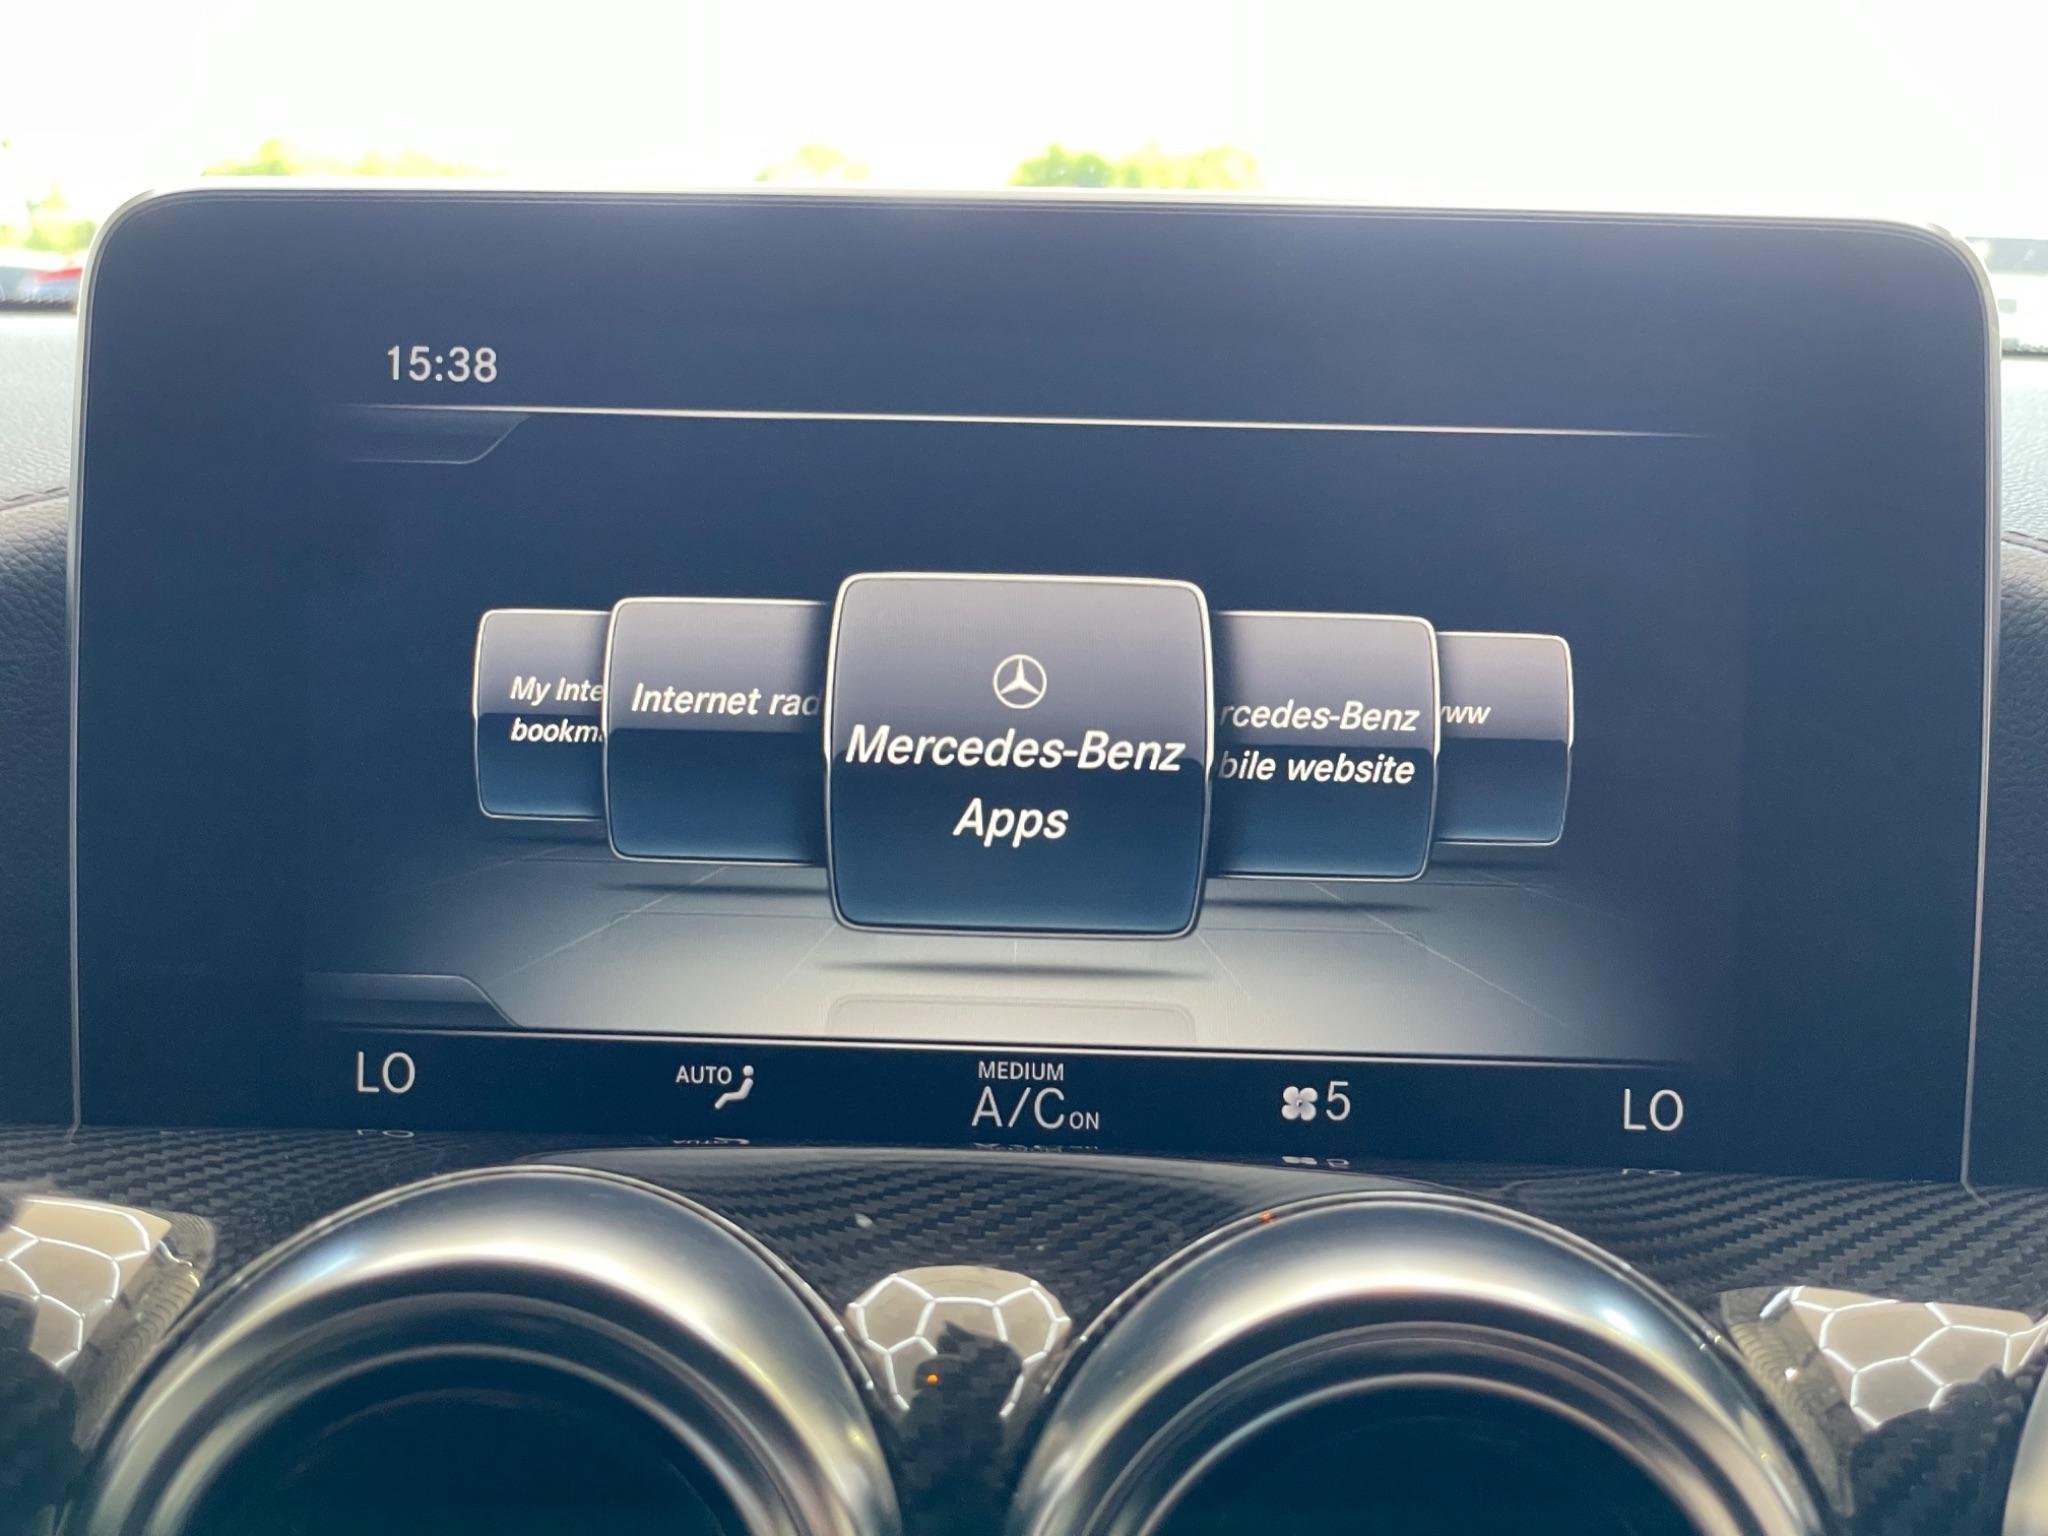 15:38
My Inte
bookm
Internet rad
Mercedes-Benz
Apps
rcedes-Benz
bile website
ww
LO
AUTO
MEDIUM
A/C ON
5
LO